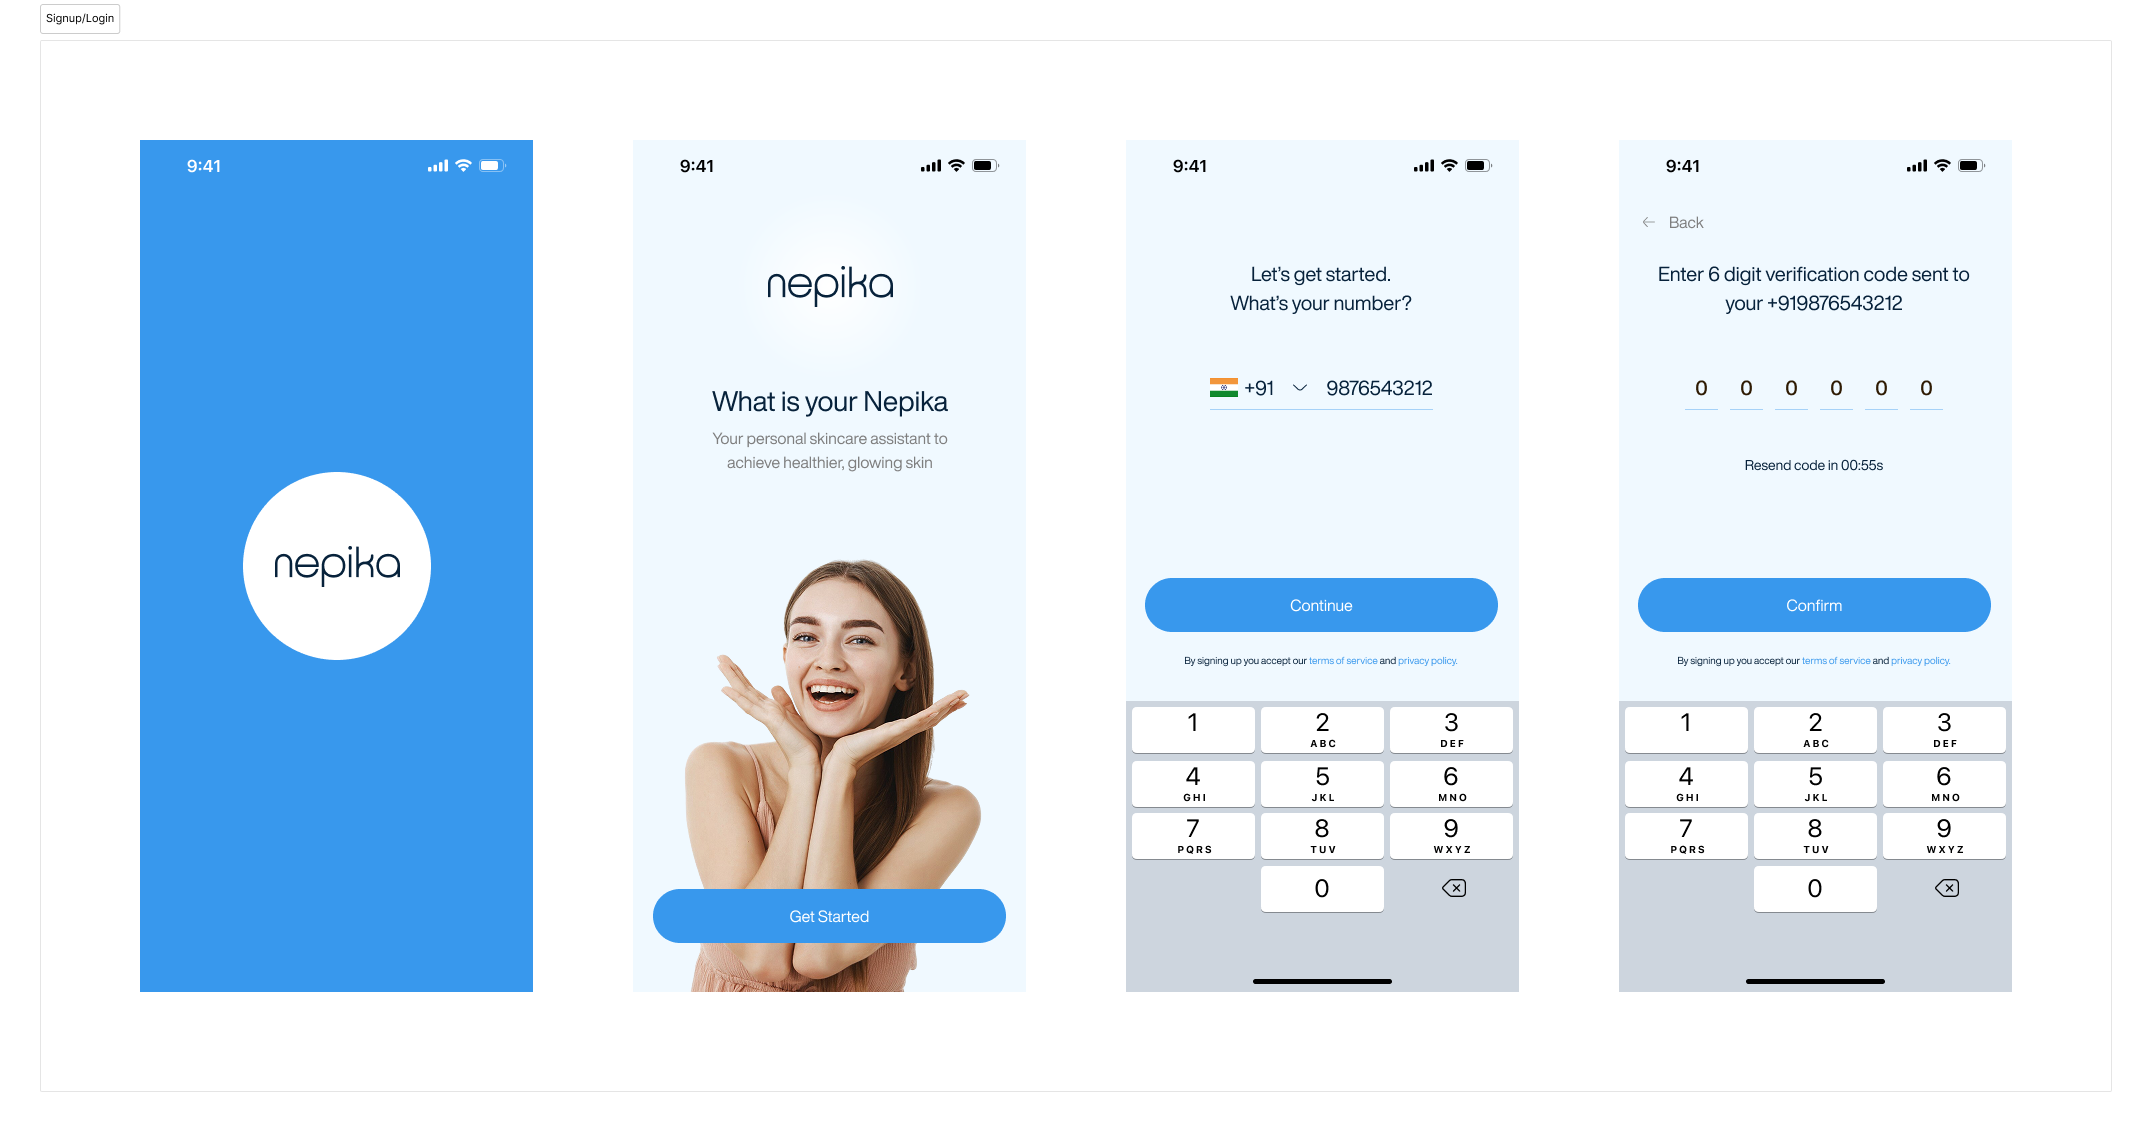 Signup/Login
9:41
nepika
9:41
nepika
What is your Nepika
Your personal skincare assistant to
achieve healthier, glowing skin
Get Started
9:41
Let's get started.
What's your number?
+91 9876543212
Continue
By signing up you accept our terms of service and privacy policy.
1
2
ABC
3
DEF
4
GHI
5
JKL
6
MNO
7
PQRS
8
TUV
9
WXYZ
0
9:41
Back
Enter 6 digit verification code sent to
your +919876543212
0 0 0 0 0 0
Resend code in 00:55s
Confirm
By signing up you accept our terms of service and privacy policy.
1
2
ABC
3
DEF
4
GHI
5
JKL
6
MNO
7
PQRS
8
TUV
9
WXYZ
0